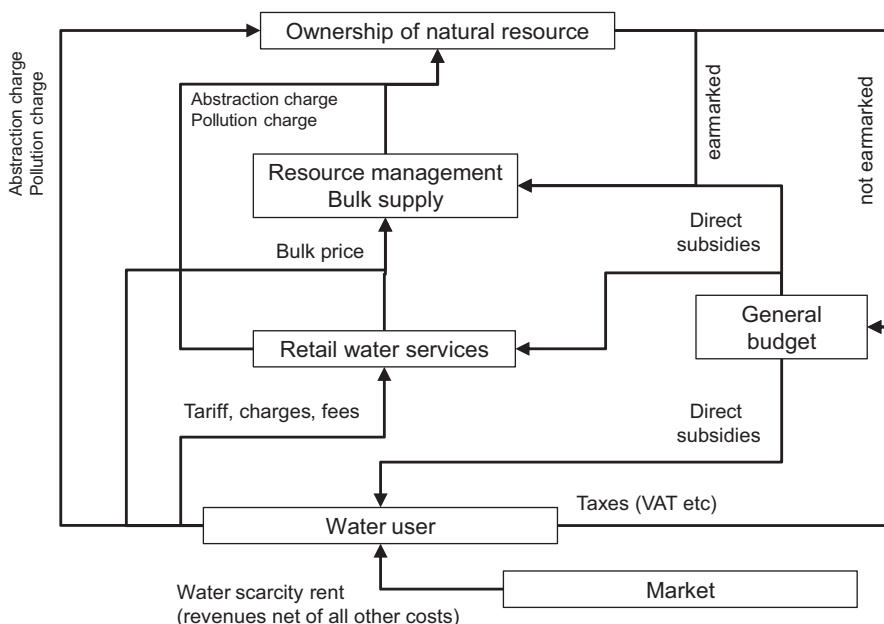 Ownership of natural resource
Abstraction charge
Pollution charge
Abstraction charge
Pollution charge
earmarked
not earmarked
Resource management
Bulk supply
Direct
subsidies
Bulk price
General
budget
Retail water services
Tariff, charges, fees
Direct
subsidies
Taxes (VAT etc)
Water user
Water scarcity rent
(revenues net of all other costs)
Market